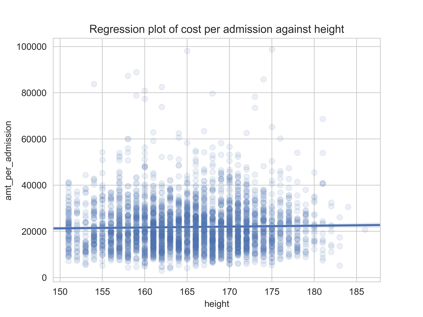 Regression plot of cost per admission against height
100000
80000
60000
40000
20000
0
amt_per_admission
150 155 160 165 170 175 180 185
height